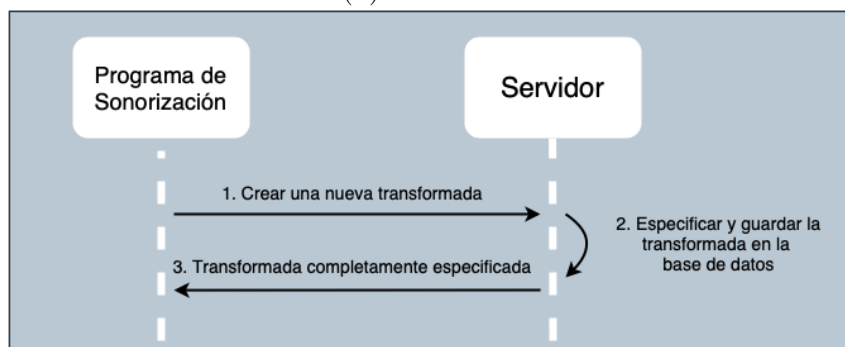 Programa de
Sonorización
Servidor
1. Crear una nueva transformada
2. Especificar y guardar la
transformada en la
base de datos
3. Transformada completamente especificada